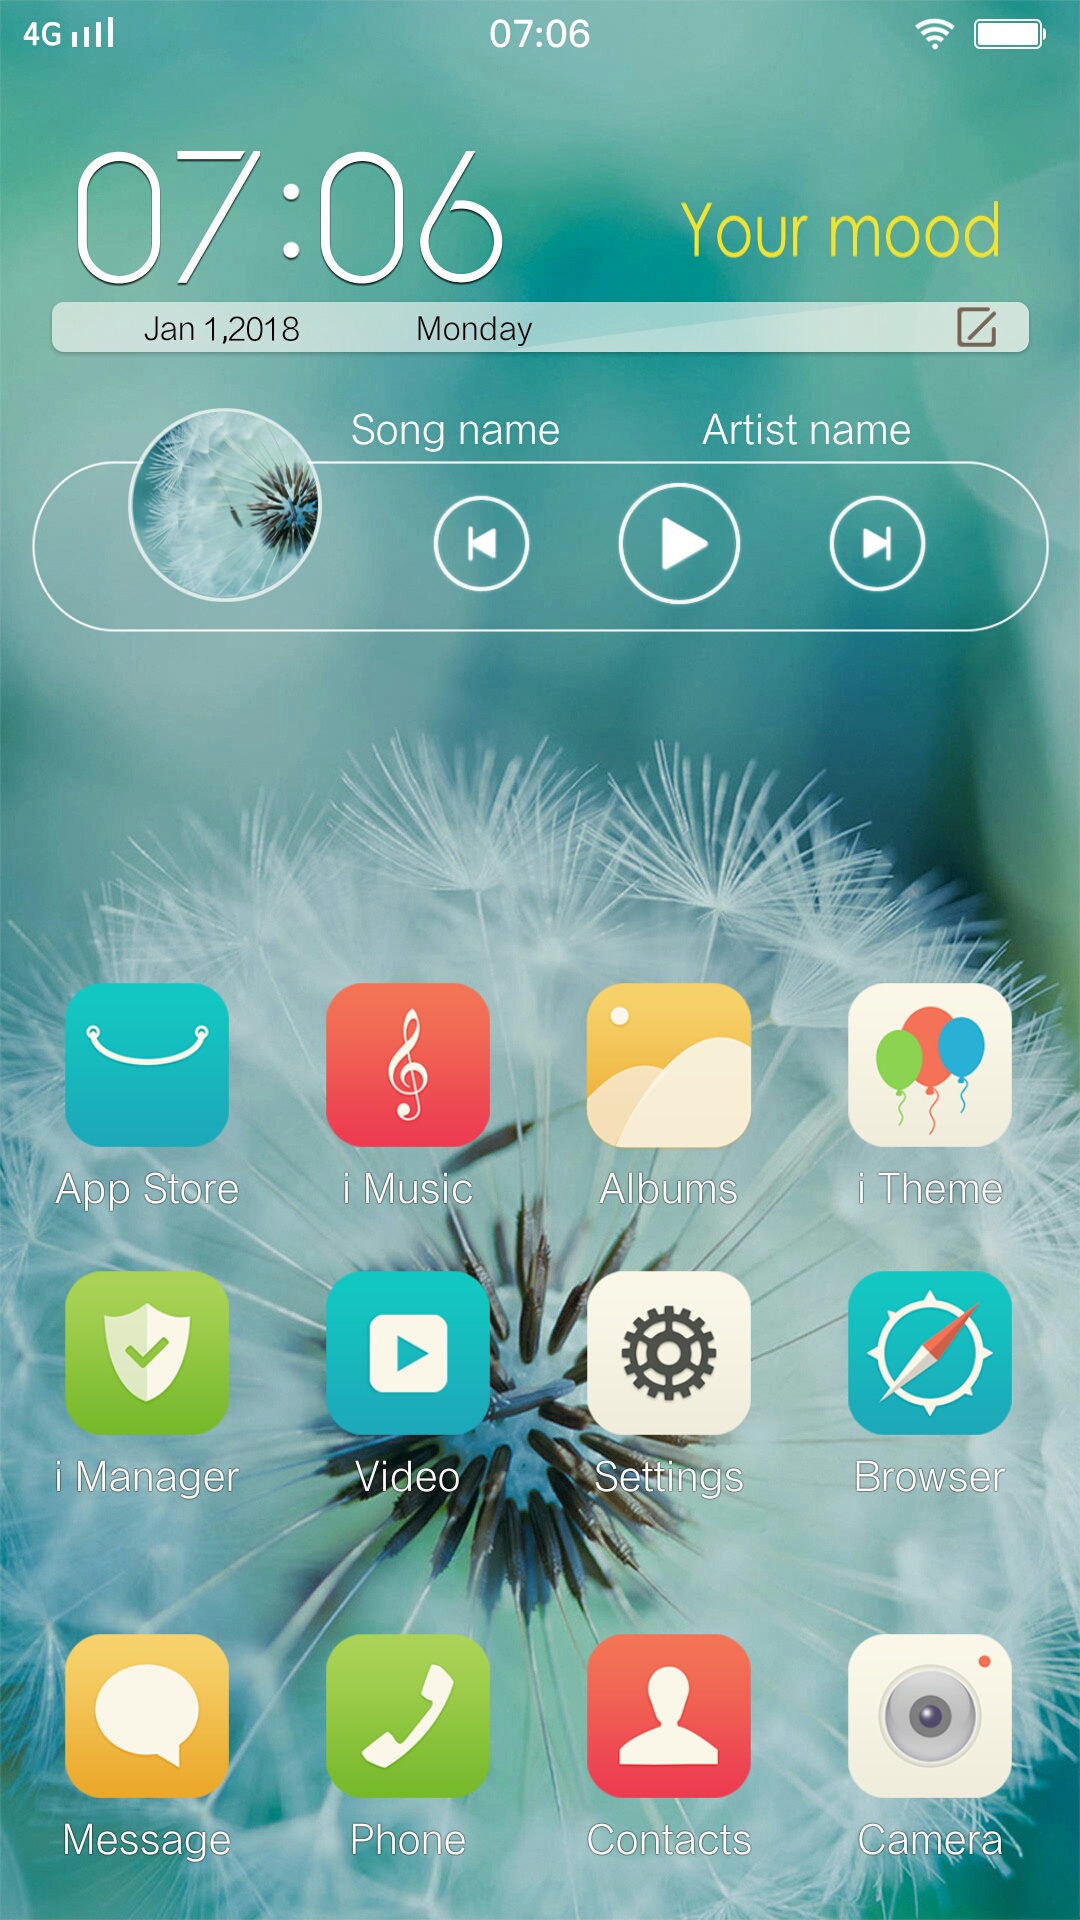 4G 07:06
07:06
Your mood
Jan 1,2018 Monday
Song name Artist name
App Store i Music Albums i Theme
i Manager Video Settings Browser
Message Phone Contacts Camera